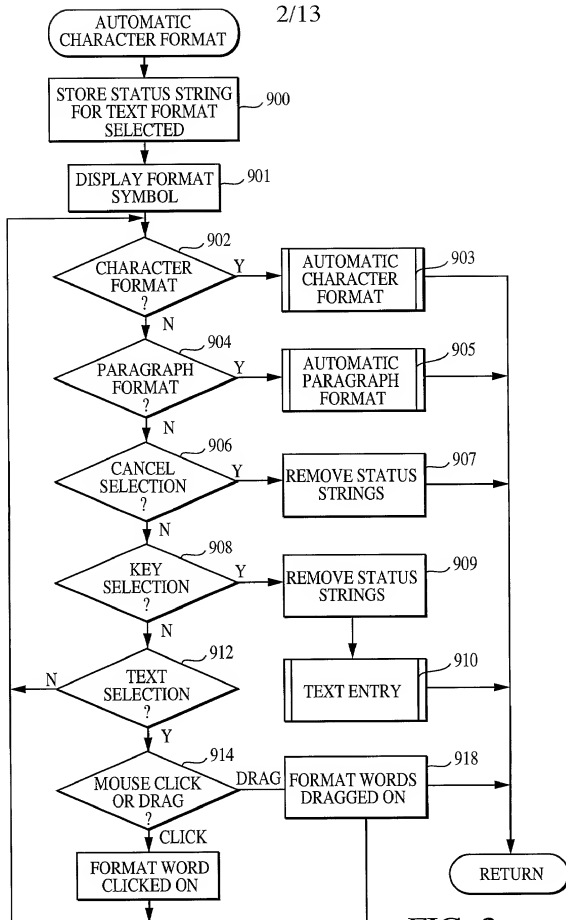 2/13
AUTOMATIC
CHARACTER FORMAT
STORE STATUS STRING
FOR TEXT FORMAT
SELECTED
900
DISPLAY FORMAT
SYMBOL
901
CHARACTER
FORMAT
?
902
Y
N
AUTOMATIC
CHARACTER
FORMAT
903
PARAGRAPH
FORMAT
?
904
Y
N
AUTOMATIC
PARAGRAPH
FORMAT
905
CANCEL
SELECTION
?
906
Y
N
REMOVE STATUS
STRINGS
907
KEY
SELECTION
?
908
Y
N
REMOVE STATUS
STRINGS
909
TEXT ENTRY
910
TEXT
SELECTION
?
912
N
Y
MOUSE CLICK
OR DRAG
?
914
DRAG
CLICK
FORMAT WORDS
DRAGGED ON
918
FORMAT WORD
CLICKED ON
RETURN